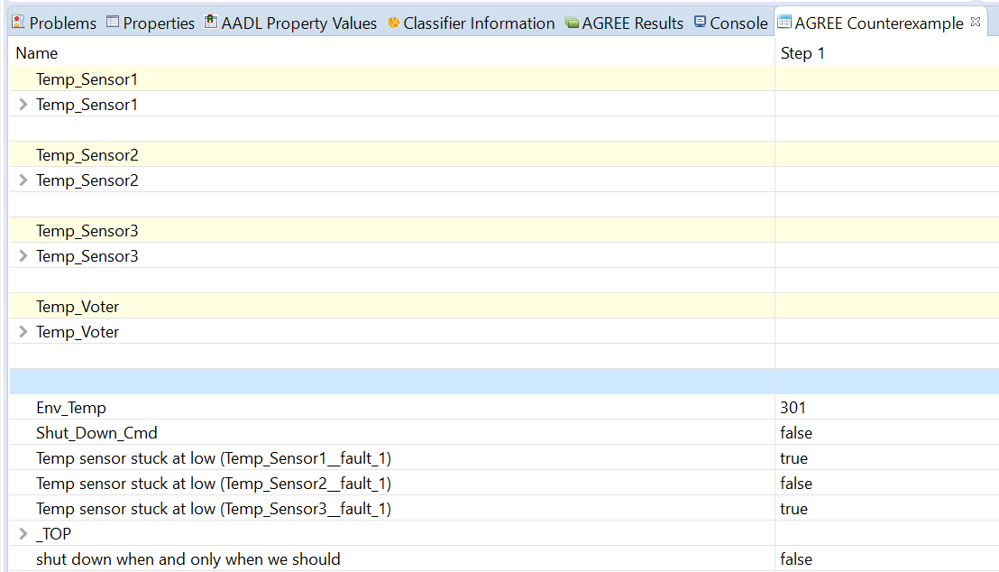 Problems Properties AADL Property Values Classifier Information AGREE Results Console AGREE Counterexample
Name Step 1
Temp_Sensor1
Temp_Sensor1
Temp_Sensor2
Temp_Sensor2
Temp_Sensor3
Temp_Sensor3
Temp_Voter
Temp_Voter
Env_Temp 301
Shut_Down_Cmd false
Temp sensor stuck at low (Temp_Sensor1__fault_1) true
Temp sensor stuck at low (Temp_Sensor2__fault_1) false
Temp sensor stuck at low (Temp_Sensor3__fault_1) true
_TOP
shut down when and only when we should false